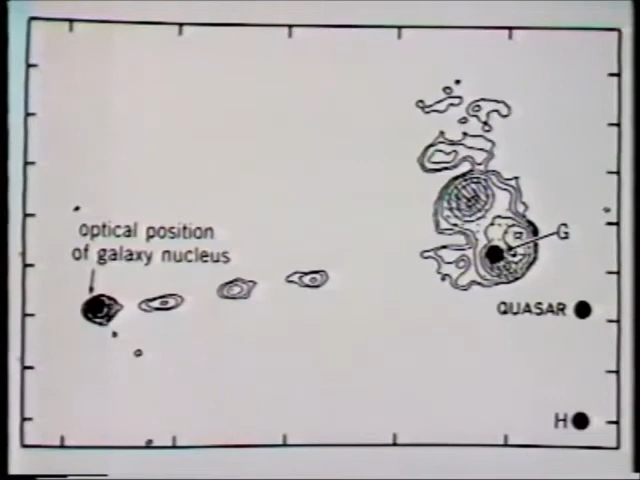 optical position
of galaxy nucleus
G
QUASAR
H